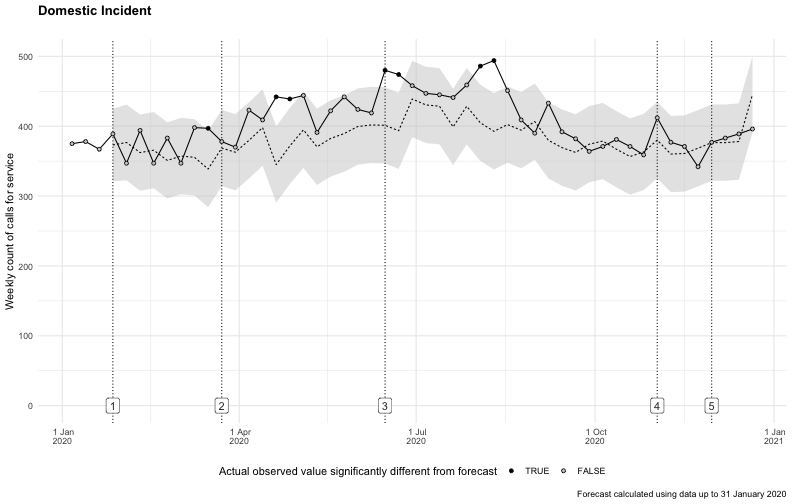 Domestic Incident
Weekly count of calls for service
500
400
300
200
100
0
1 2 3 4 5
1 Jan 2020
1 Apr 2020
1 Jul 2020
1 Oct 2020
1 Jan 2021
Actual observed value significantly different from forecast TRUE FALSE
Forecast calculated using data up to 31 January 2020